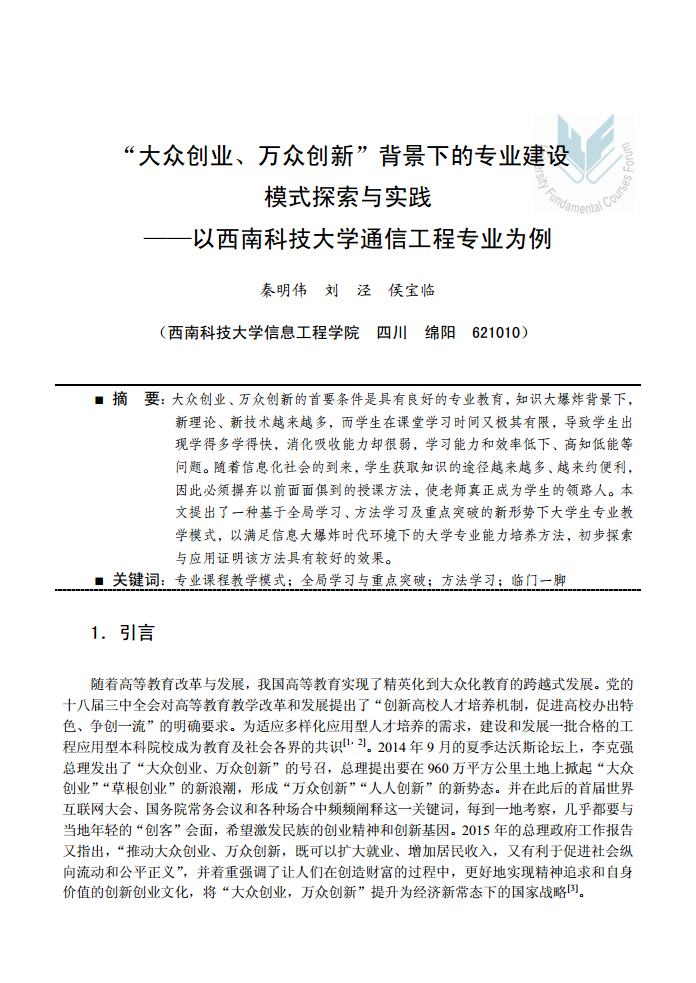 “大众创业、万众创新”背景下的专业建设
模式探索与实践
——以西南科技大学通信工程专业为例
秦明伟 刘 泾 侯宝临
（西南科技大学信息工程学院 四川 绵阳 621010）
■ 摘 要：大众创业、万众创新的首要条件是具有良好的专业教育，知识大爆炸背景下，
新理论、新技术越来越多，而学生在课堂学习时间又极其有限，导致学生出
现学得多学得快，消化吸收能力却很弱，学习能力和效率低下、高知低能等
问题。随着信息化社会的到来，学生获取知识的途径越来越多、越来约便利，
因此必须摒弃以前面面俱到的授课方法，使老师真正成为学生的领路人。本
文提出了一种基于全局学习、方法学习及重点突破的新形势下大学生专业教
学模式，以满足信息大爆炸时代环境下的大学专业能力培养方法，初步探索
与应用证明该方法具有较好的效果。
■ 关键词：专业课程教学模式；全局学习与重点突破；方法学习；临门一脚
1．引言
随着高等教育改革与发展，我国高等教育实现了精英化到大众化教育的跨越式发展。党的
十八届三中全会对高等教育教学改革和发展提出了“创新高校人才培养机制，促进高校办出特
色、争创一流”的明确要求。为适应多样化应用型人才培养的需求，建设和发展一批合格的工
程应用型本科院校成为教育及社会各界的共识[1, 2]。2014 年 9 月的夏季达沃斯论坛上，李克强
总理发出了“大众创业、万众创新”的号召，总理提出要在 960 万平方公里土地上掀起“大众
创业”“草根创业”的新浪潮，形成“万众创新”“人人创新”的新势态。并在此后的首届世界
互联网大会、国务院常务会议和各种场合中频频阐释这一关键词，每到一地考察，几乎都要与
当地年轻的“创客”会面，希望激发民族的创业精神和创新基因。2015 年的总理政府工作报告
又指出，“推动大众创业、万众创新，既可以扩大就业、增加居民收入，又有利于促进社会纵
向流动和公平正义”，并着重强调了让人们在创造财富的过程中，更好地实现精神追求和自身
价值的创新创业文化，将“大众创业，万众创新”提升为经济新常态下的国家战略[3]。
ersity Fundamental Courses Forum